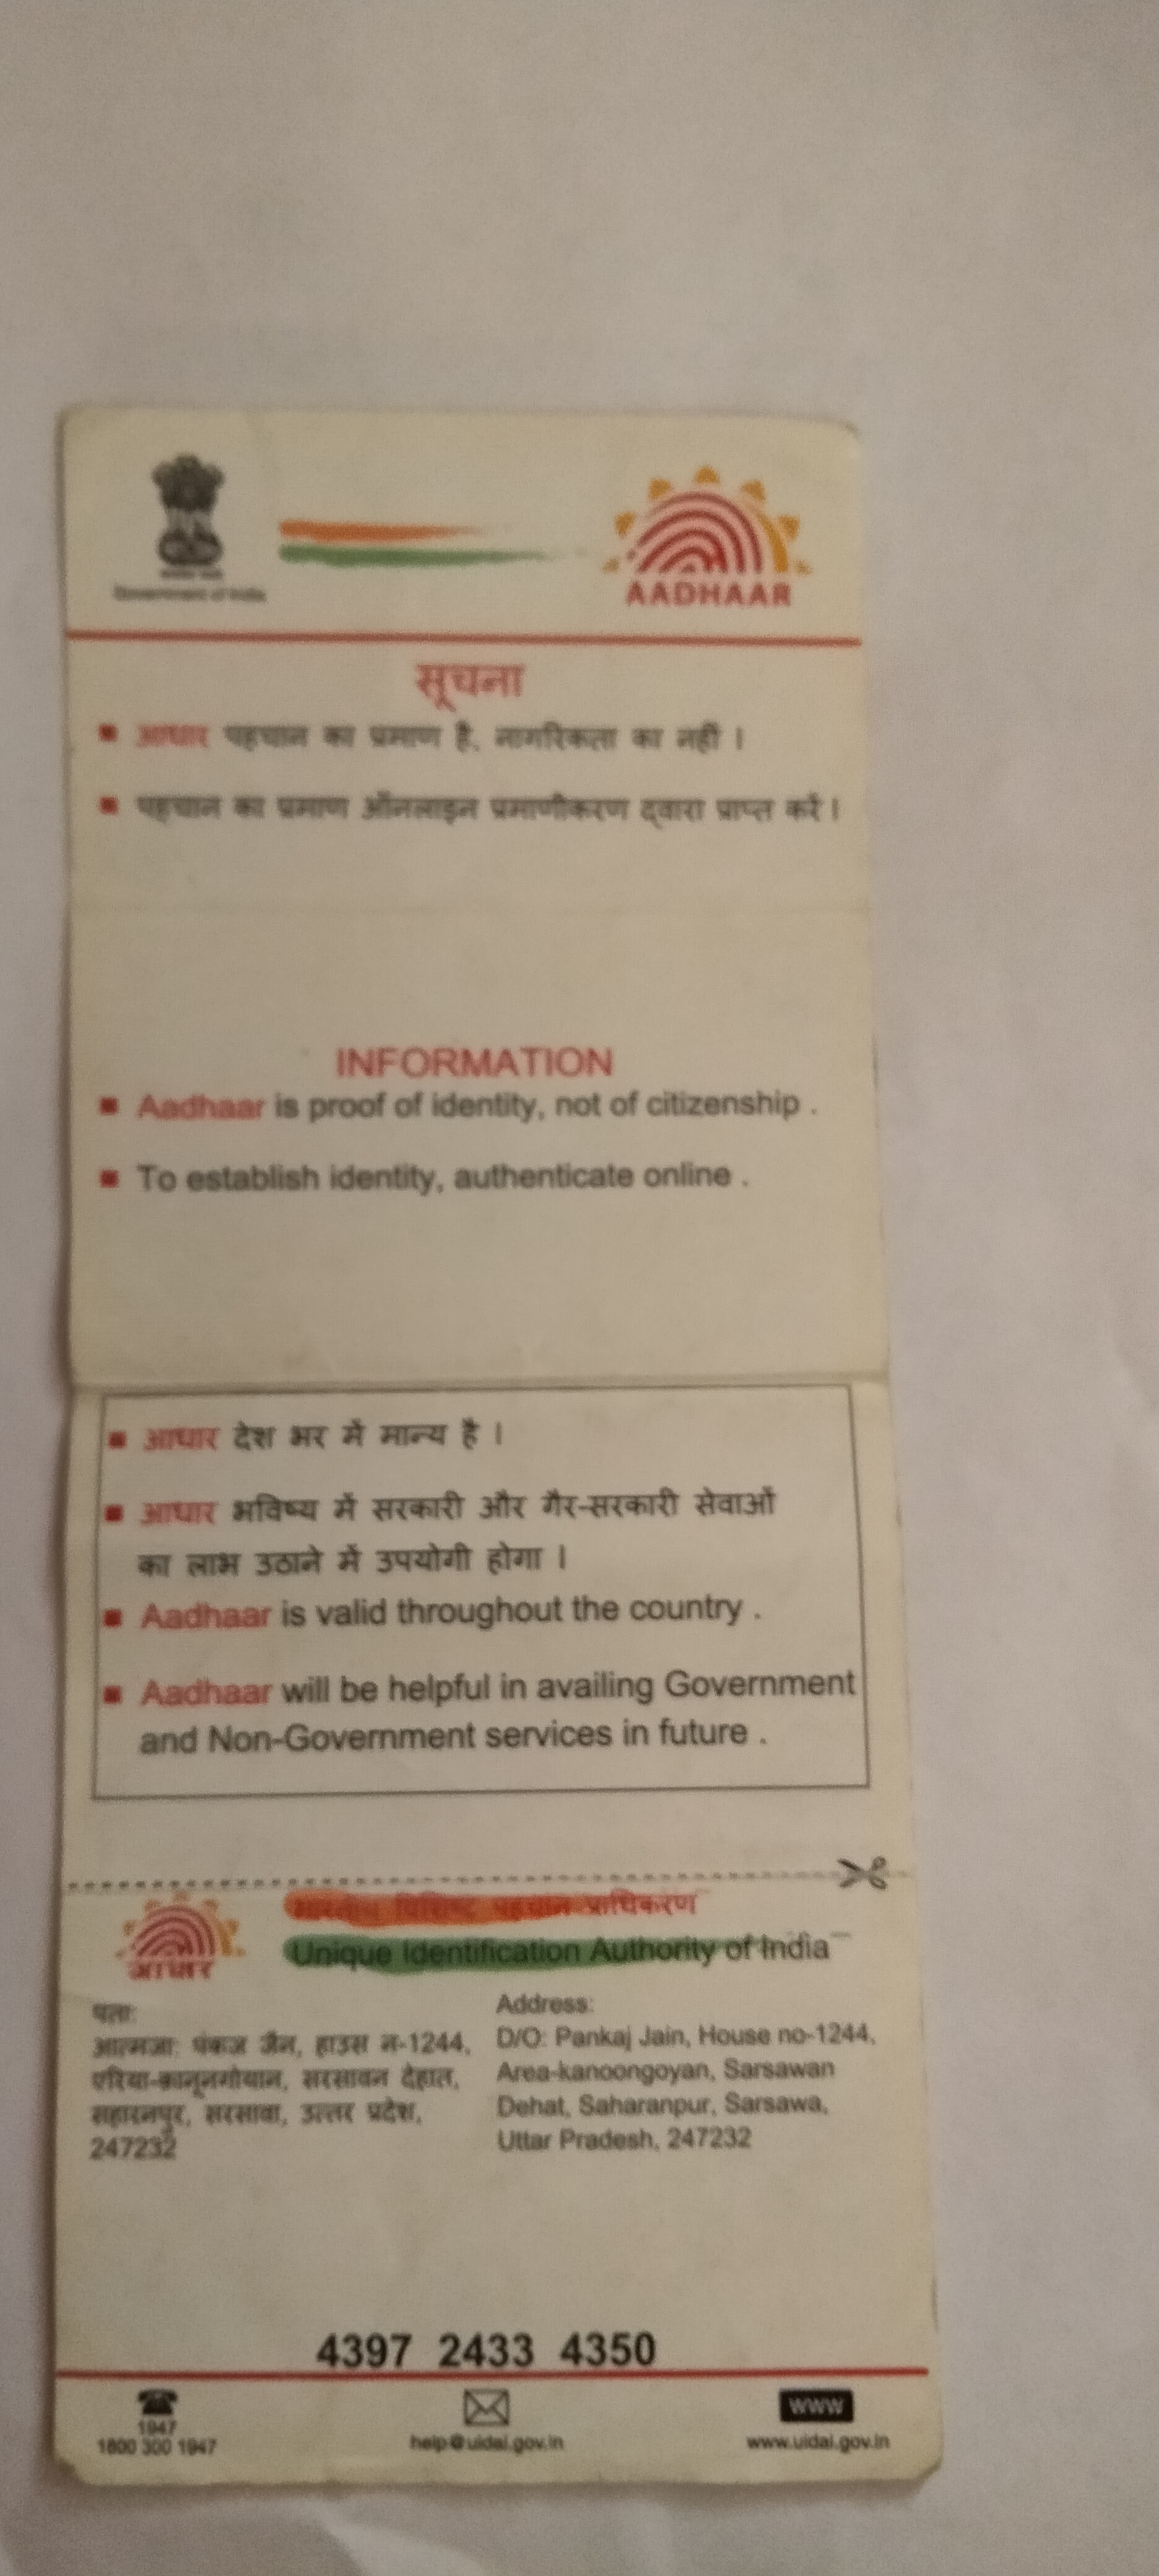 Government of India
AADHAAR
सूचना
आधार पहचान का प्रमाण है, नागरिकता का नहीं ।
पहचान का प्रमाण ऑनलाइन प्रमाणीकरण द्वारा प्राप्त करें ।
INFORMATION
Aadhaar is proof of identity, not of citizenship .
To establish identity, authenticate online .
आधार देश भर में मान्य है ।
आधार भविष्य में सरकारी और गैर-सरकारी सेवाओं
का लाभ उठाने में उपयोगी होगा ।
Aadhaar is valid throughout the country .
Aadhaar will be helpful in availing Government
and Non-Government services in future .
भारतीय विशिष्ट पहचान प्राधिकरण
Unique Identification Authority of India
आधार
पता:
आत्मजा: पंकज जैन, हाउस न-1244,
एरिया-कानूनगोयान, सरसावन देहात,
सहारनपुर, सरसावा, उत्तर प्रदेश,
247232
Address:
D/O: Pankaj Jain, House no-1244,
Area-kanoongoyan, Sarsawan
Dehat, Saharanpur, Sarsawa,
Uttar Pradesh, 247232
4397 2433 4350
1947
1800 300 1947
help@uidai.gov.in
www
www.uidai.gov.in